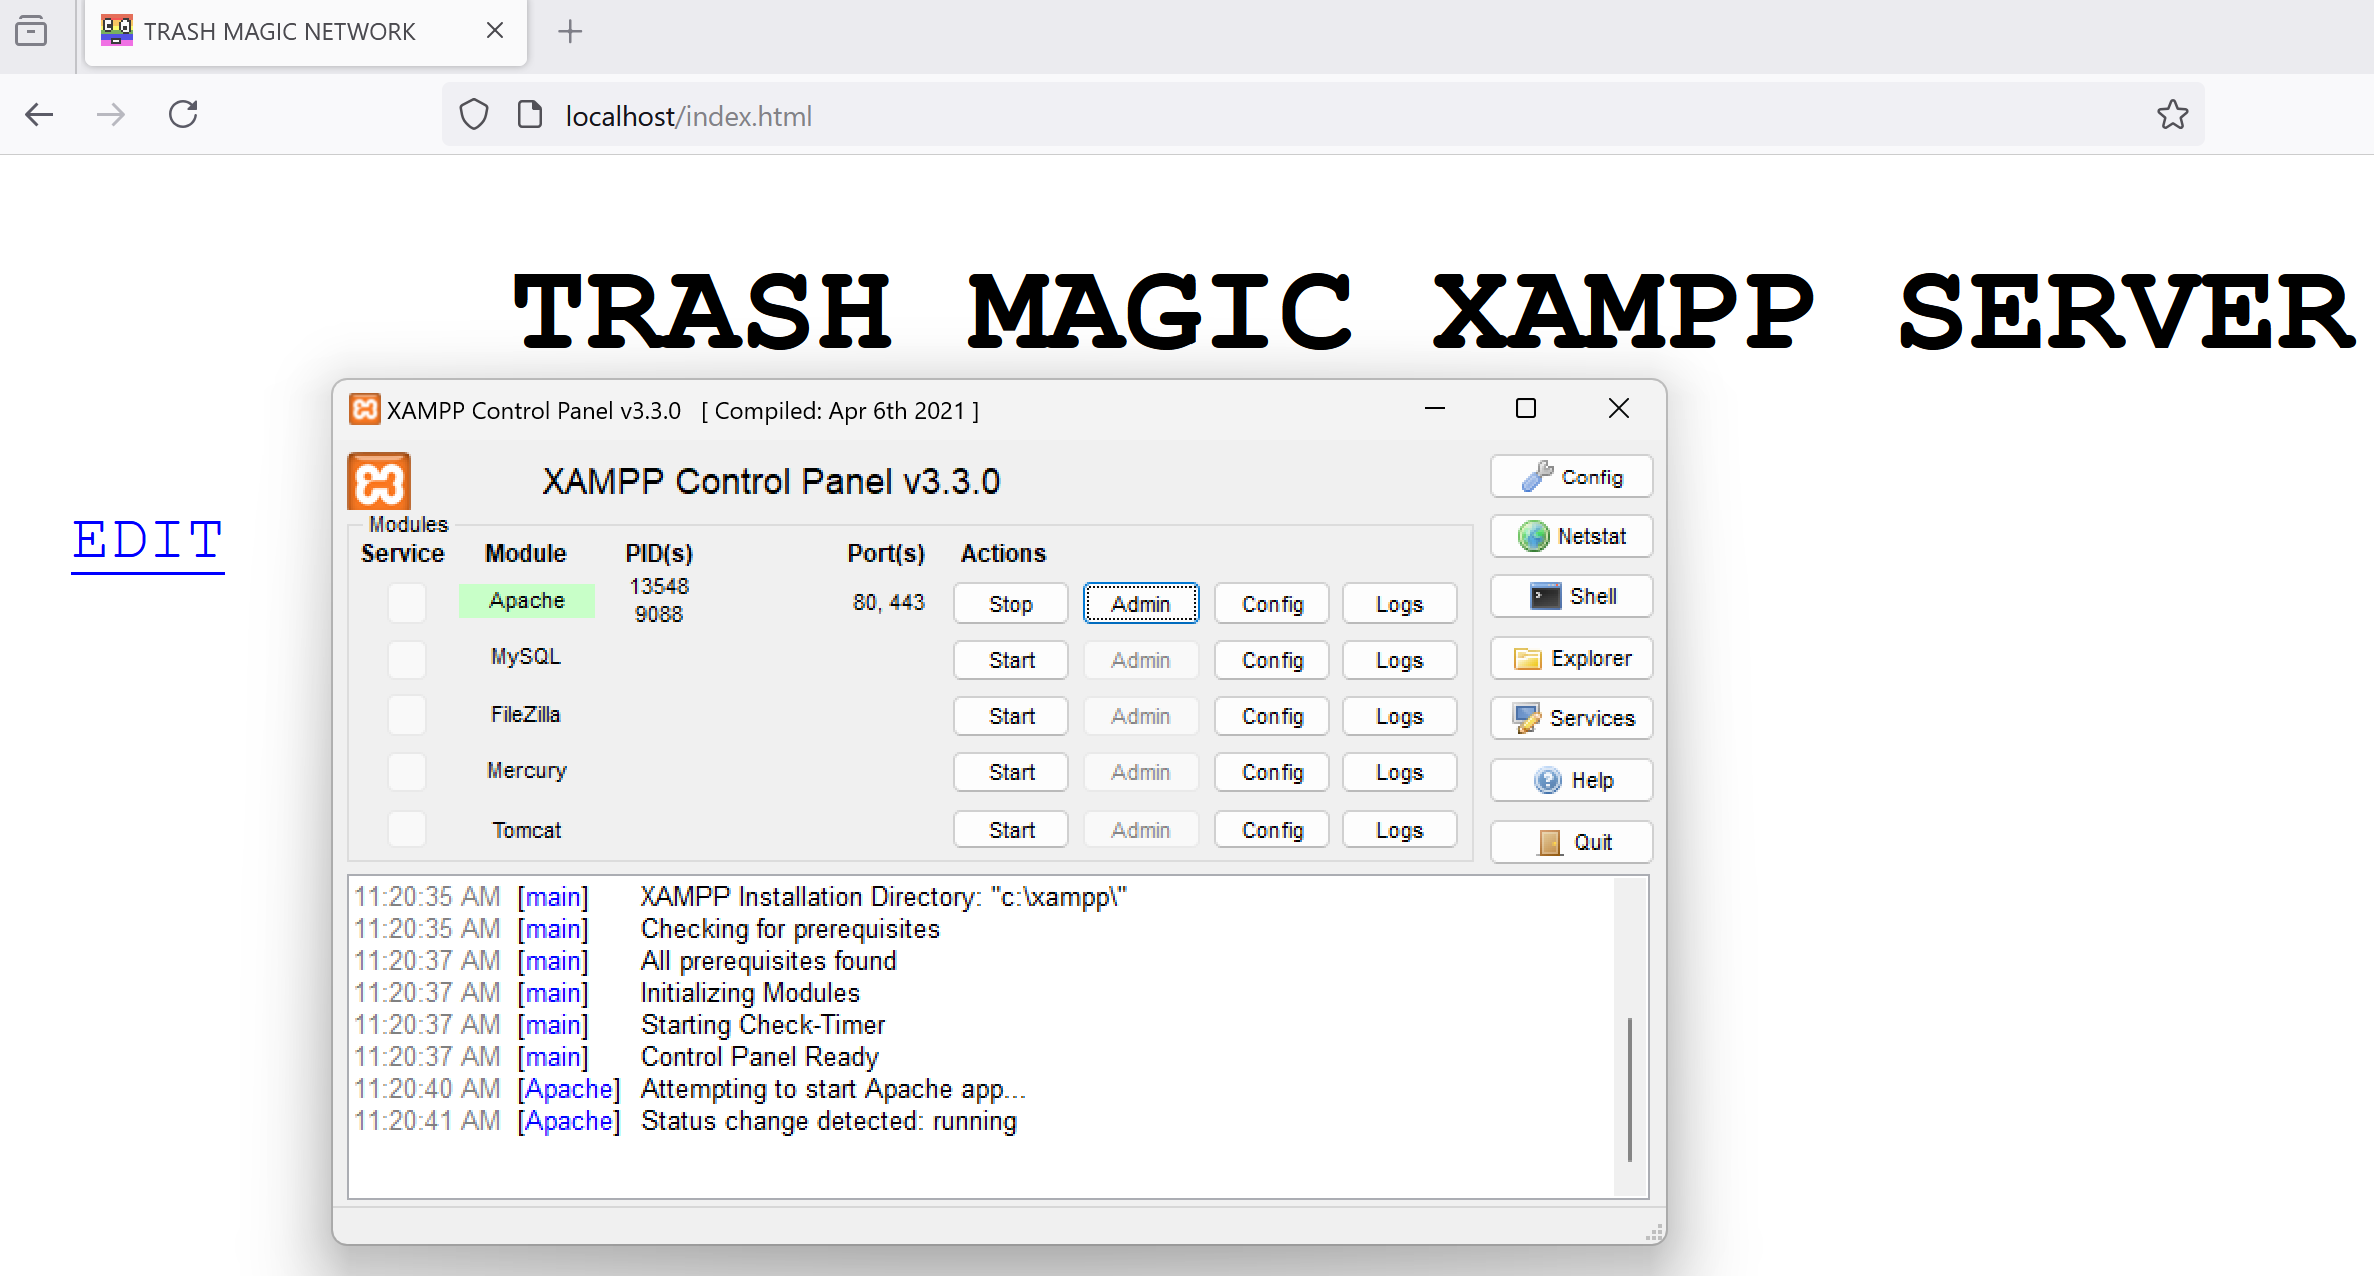 TRASH MAGIC NETWORK
localhost/index.html
TRASH MAGIC XAMPP SERVER
EDIT
XAMPP Control Panel v3.3.0 [ Compiled: Apr 6th 2021 ]
XAMPP Control Panel v3.3.0
Config
Netstat
Shell
Explorer
Services
Help
Quit
Modules
Service Module PID(s) Port(s) Actions
Apache 13548 9088 80, 443 Stop Admin Config Logs
MySQL Start Admin Config Logs
FileZilla Start Admin Config Logs
Mercury Start Admin Config Logs
Tomcat Start Admin Config Logs
11:20:35 AM [main] XAMPP Installation Directory: "c:\xampp\"
11:20:35 AM [main] Checking for prerequisites
11:20:37 AM [main] All prerequisites found
11:20:37 AM [main] Initializing Modules
11:20:37 AM [main] Starting Check-Timer
11:20:37 AM [main] Control Panel Ready
11:20:40 AM [Apache] Attempting to start Apache app...
11:20:41 AM [Apache] Status change detected: running